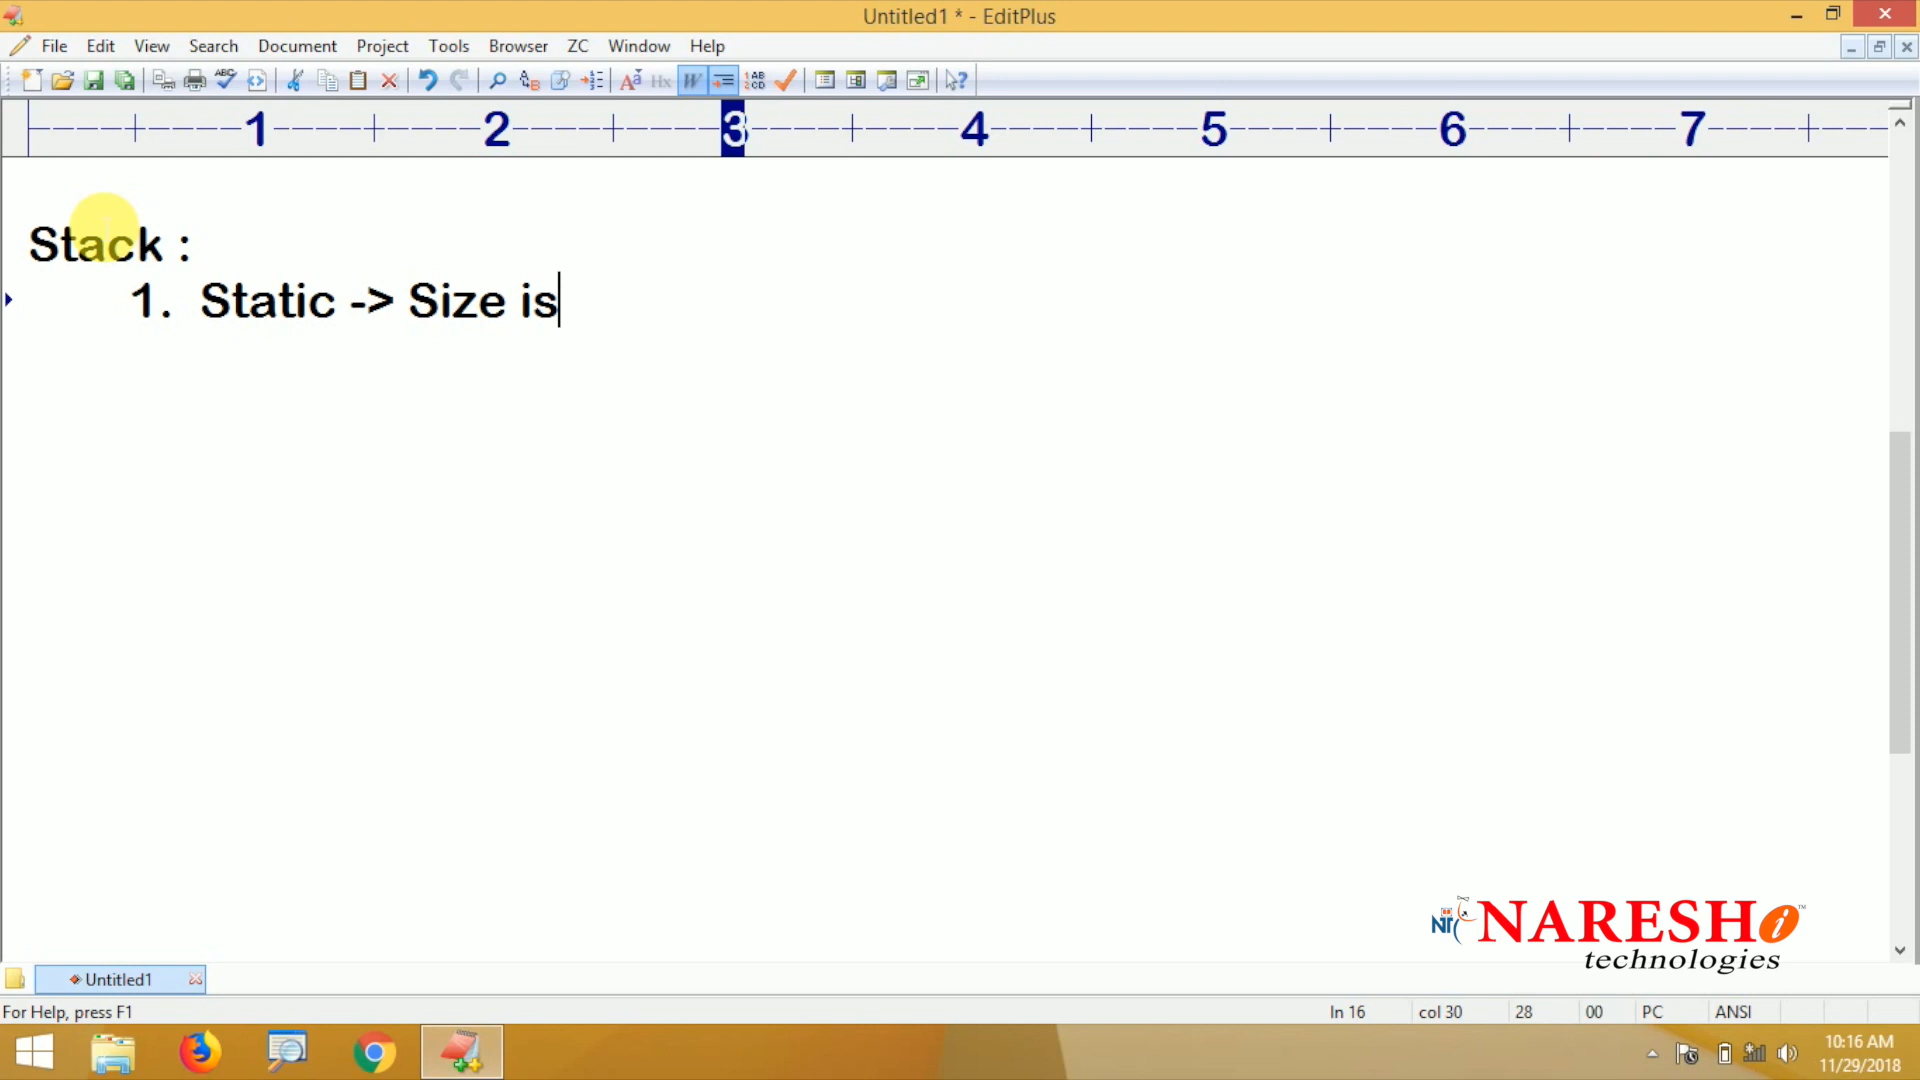 Untitled1 * - EditPlus
File Edit View Search Document Project Tools Browser ZC Window Help
1 2 3 4 5 6 7
Stack :
1. Static -> Size is
NT NARESH i ™
technologies
Untitled1
For Help, press F1 ln 16 col 30 28 00 PC ANSI
10:16 AM
11/29/2018